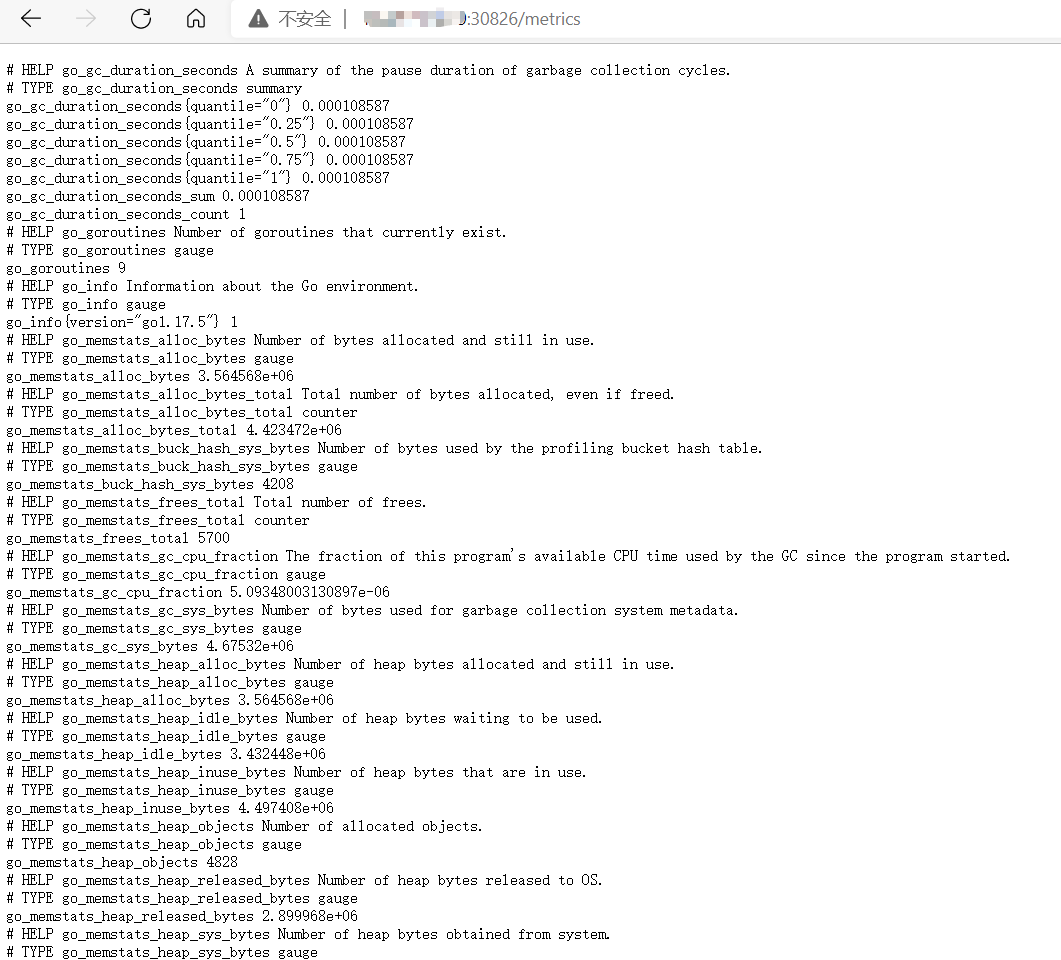 不安全 | :30826/metrics
# HELP go_gc_duration_seconds A summary of the pause duration of garbage collection cycles.
# TYPE go_gc_duration_seconds summary
go_gc_duration_seconds{quantile="0"} 0.000108587
go_gc_duration_seconds{quantile="0.25"} 0.000108587
go_gc_duration_seconds{quantile="0.5"} 0.000108587
go_gc_duration_seconds{quantile="0.75"} 0.000108587
go_gc_duration_seconds{quantile="1"} 0.000108587
go_gc_duration_seconds_sum 0.000108587
go_gc_duration_seconds_count 1
# HELP go_goroutines Number of goroutines that currently exist.
# TYPE go_goroutines gauge
go_goroutines 9
# HELP go_info Information about the Go environment.
# TYPE go_info gauge
go_info{version="go1.17.5"} 1
# HELP go_memstats_alloc_bytes Number of bytes allocated and still in use.
# TYPE go_memstats_alloc_bytes gauge
go_memstats_alloc_bytes 3.564568e+06
# HELP go_memstats_alloc_bytes_total Total number of bytes allocated, even if freed.
# TYPE go_memstats_alloc_bytes_total counter
go_memstats_alloc_bytes_total 4.423472e+06
# HELP go_memstats_buck_hash_sys_bytes Number of bytes used by the profiling bucket hash table.
# TYPE go_memstats_buck_hash_sys_bytes gauge
go_memstats_buck_hash_sys_bytes 4208
# HELP go_memstats_frees_total Total number of frees.
# TYPE go_memstats_frees_total counter
go_memstats_frees_total 5700
# HELP go_memstats_gc_cpu_fraction The fraction of this program's available CPU time used by the GC since the program started.
# TYPE go_memstats_gc_cpu_fraction gauge
go_memstats_gc_cpu_fraction 5.09348003130897e-06
# HELP go_memstats_gc_sys_bytes Number of bytes used for garbage collection system metadata.
# TYPE go_memstats_gc_sys_bytes gauge
go_memstats_gc_sys_bytes 4.67532e+06
# HELP go_memstats_heap_alloc_bytes Number of heap bytes allocated and still in use.
# TYPE go_memstats_heap_alloc_bytes gauge
go_memstats_heap_alloc_bytes 3.564568e+06
# HELP go_memstats_heap_idle_bytes Number of heap bytes waiting to be used.
# TYPE go_memstats_heap_idle_bytes gauge
go_memstats_heap_idle_bytes 3.432448e+06
# HELP go_memstats_heap_inuse_bytes Number of heap bytes that are in use.
# TYPE go_memstats_heap_inuse_bytes gauge
go_memstats_heap_inuse_bytes 4.497408e+06
# HELP go_memstats_heap_objects Number of allocated objects.
# TYPE go_memstats_heap_objects gauge
go_memstats_heap_objects 4828
# HELP go_memstats_heap_released_bytes Number of heap bytes released to OS.
# TYPE go_memstats_heap_released_bytes gauge
go_memstats_heap_released_bytes 2.899968e+06
# HELP go_memstats_heap_sys_bytes Number of heap bytes obtained from system.
# TYPE go_memstats_heap_sys_bytes gauge